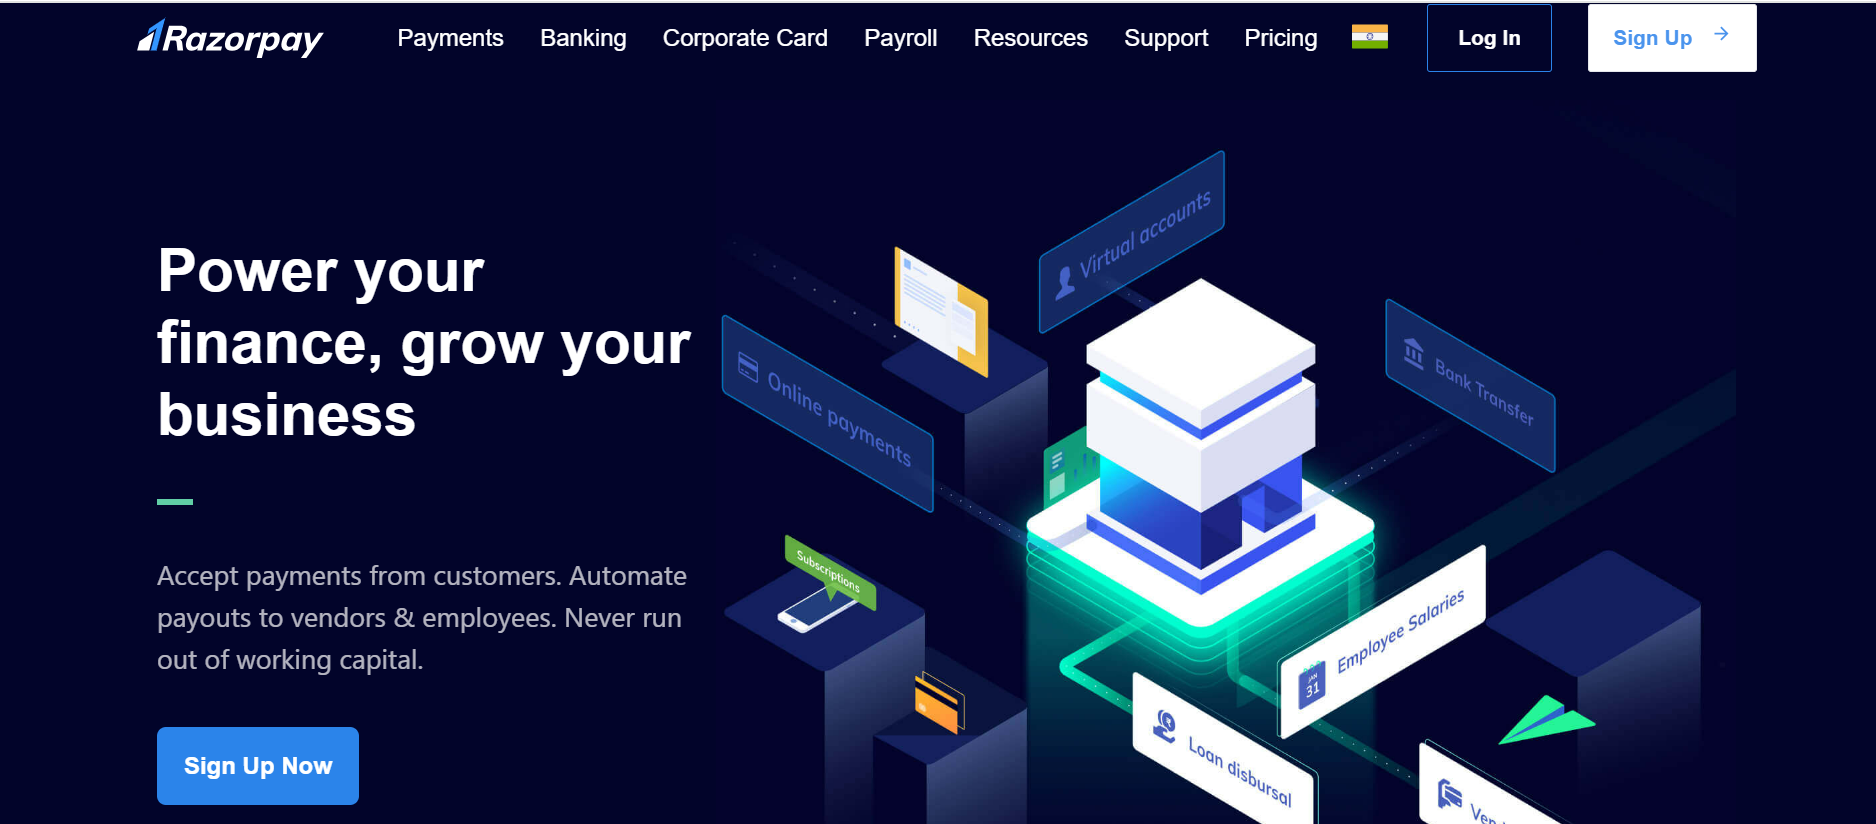 Razorpay
Payments
Banking
Corporate Card
Payroll
Resources
Support
Pricing
Log In
Sign Up
Power your
finance, grow your
business
Accept payments from customers. Automate
payouts to vendors & employees. Never run
out of working capital.
Sign Up Now
Virtual accounts
Online payments
Bank Transfer
Subscriptions
Employee Salaries
JAN
31
Loan disbursal